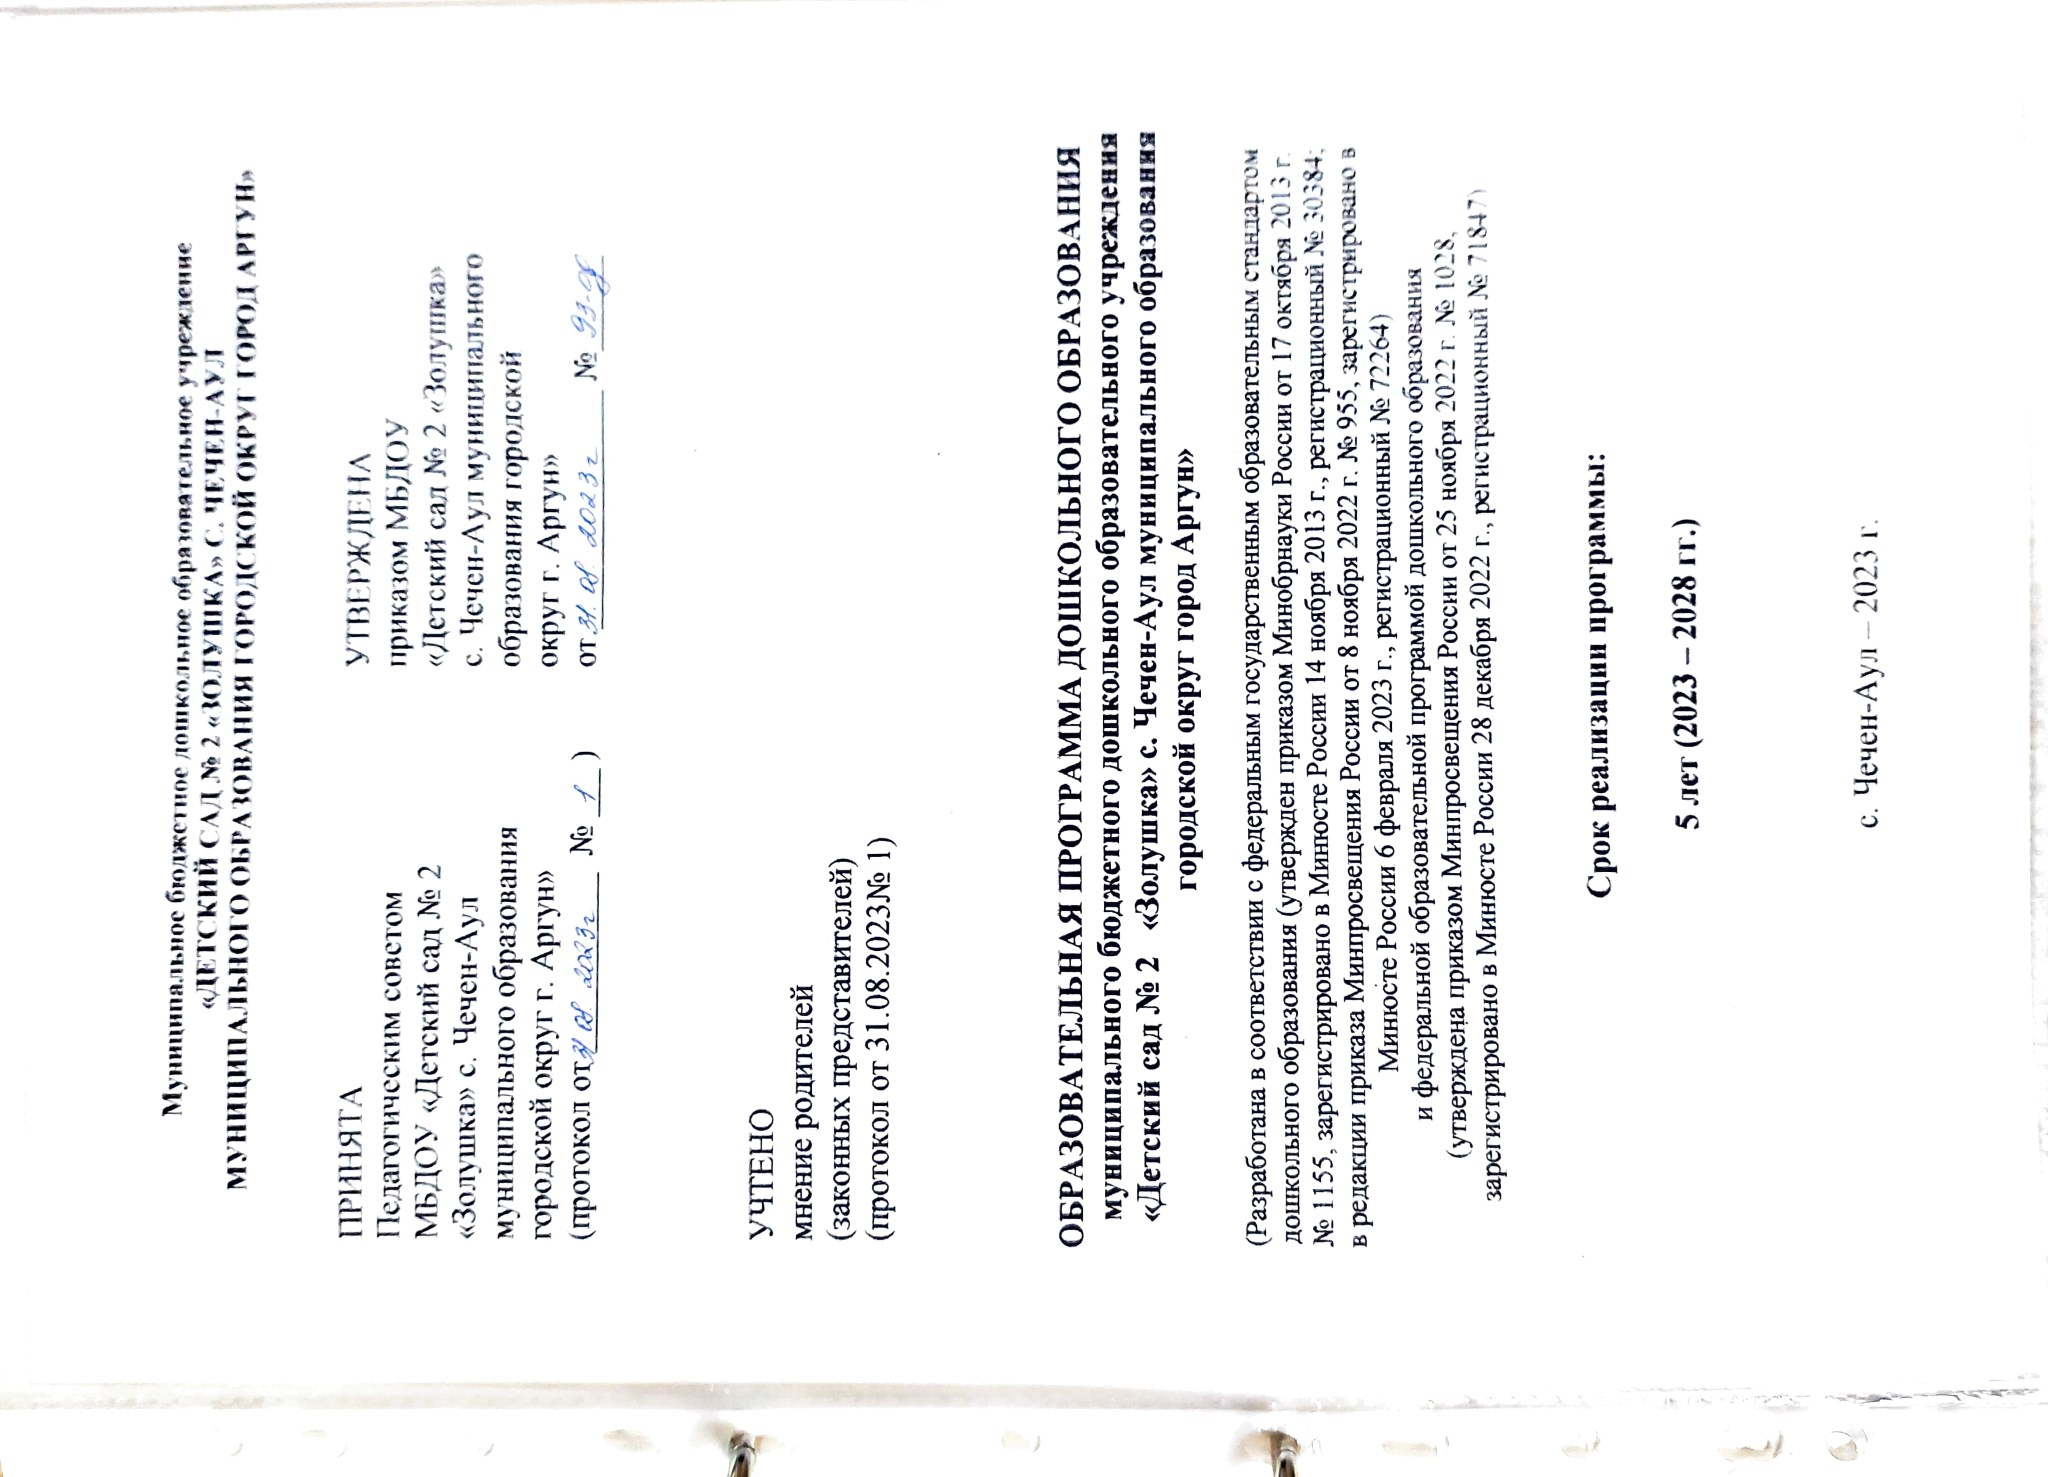 Муниципальное бюджетное дошкольное образовательное учреждение
«ДЕТСКИЙ САД № 2 «ЗОЛУШКА» С. ЧЕЧЕН-АУЛ
МУНИЦИПАЛЬНОГО ОБРАЗОВАНИЯ ГОРОДСКОЙ ОКРУГ ГОРОД АРГУН»
ПРИНЯТА
Педагогическим советом
МБДОУ «Детский сад № 2
«Золушка» с. Чечен-Аул
муниципального образования
городской округ г. Аргун»
(протокол от 31.08.2023г № 1 )
УТВЕРЖДЕНА
приказом МБДОУ
«Детский сад № 2 «Золушка»
с. Чечен-Аул муниципального
образования городской
округ г. Аргун»
от 31.08.2023г № 93-од
УЧТЕНО
мнение родителей
(законных представителей)
(протокол от 31.08.2023№ 1)
ОБРАЗОВАТЕЛЬНАЯ ПРОГРАММА ДОШКОЛЬНОГО ОБРАЗОВАНИЯ
муниципального бюджетного дошкольного образовательного учреждения
«Детский сад № 2 «Золушка» с. Чечен-Аул муниципального образования
городской округ город Аргун»
(Разработана в соответствии с федеральным государственным образовательным стандартом
дошкольного образования (утвержден приказом Минобрнауки России от 17 октября 2013 г.
№ 1155, зарегистрировано в Минюсте России 14 ноября 2013 г., регистрационный № 30384;
в редакции приказа Минпросвещения России от 8 ноября 2022 г. № 955, зарегистрировано в
Минюсте России 6 февраля 2023 г., регистрационный № 72264)
и федеральной образовательной программой дошкольного образования
(утверждена приказом Минпросвещения России от 25 ноября 2022 г. № 1028,
зарегистрировано в Минюсте России 28 декабря 2022 г., регистрационный № 71847)
Срок реализации программы:
5 лет (2023 – 2028 гг.)
с. Чечен-Аул – 2023 г.